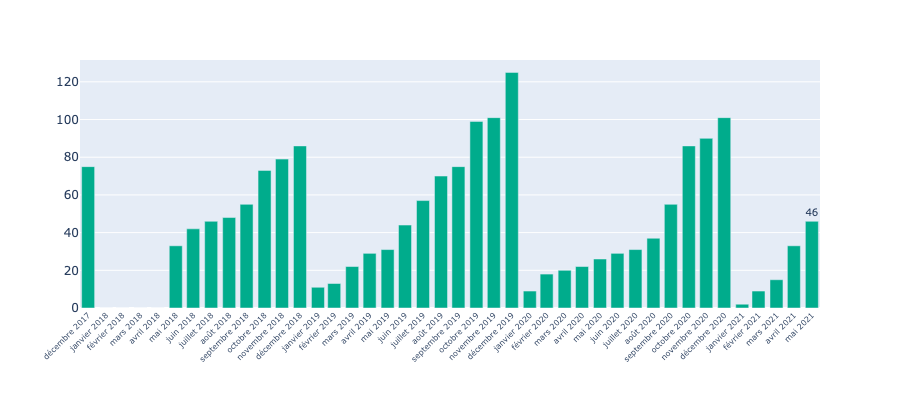 120
100
80
60
40
20
0
46
décembre 2017
janvier 2018
février 2018
mars 2018
avril 2018
mai 2018
juin 2018
juillet 2018
août 2018
septembre 2018
octobre 2018
novembre 2018
décembre 2018
janvier 2019
février 2019
mars 2019
avril 2019
mai 2019
juin 2019
juillet 2019
août 2019
septembre 2019
octobre 2019
novembre 2019
décembre 2019
janvier 2020
février 2020
mars 2020
avril 2020
mai 2020
juin 2020
juillet 2020
août 2020
septembre 2020
octobre 2020
novembre 2020
décembre 2020
janvier 2021
février 2021
mars 2021
avril 2021
mai 2021